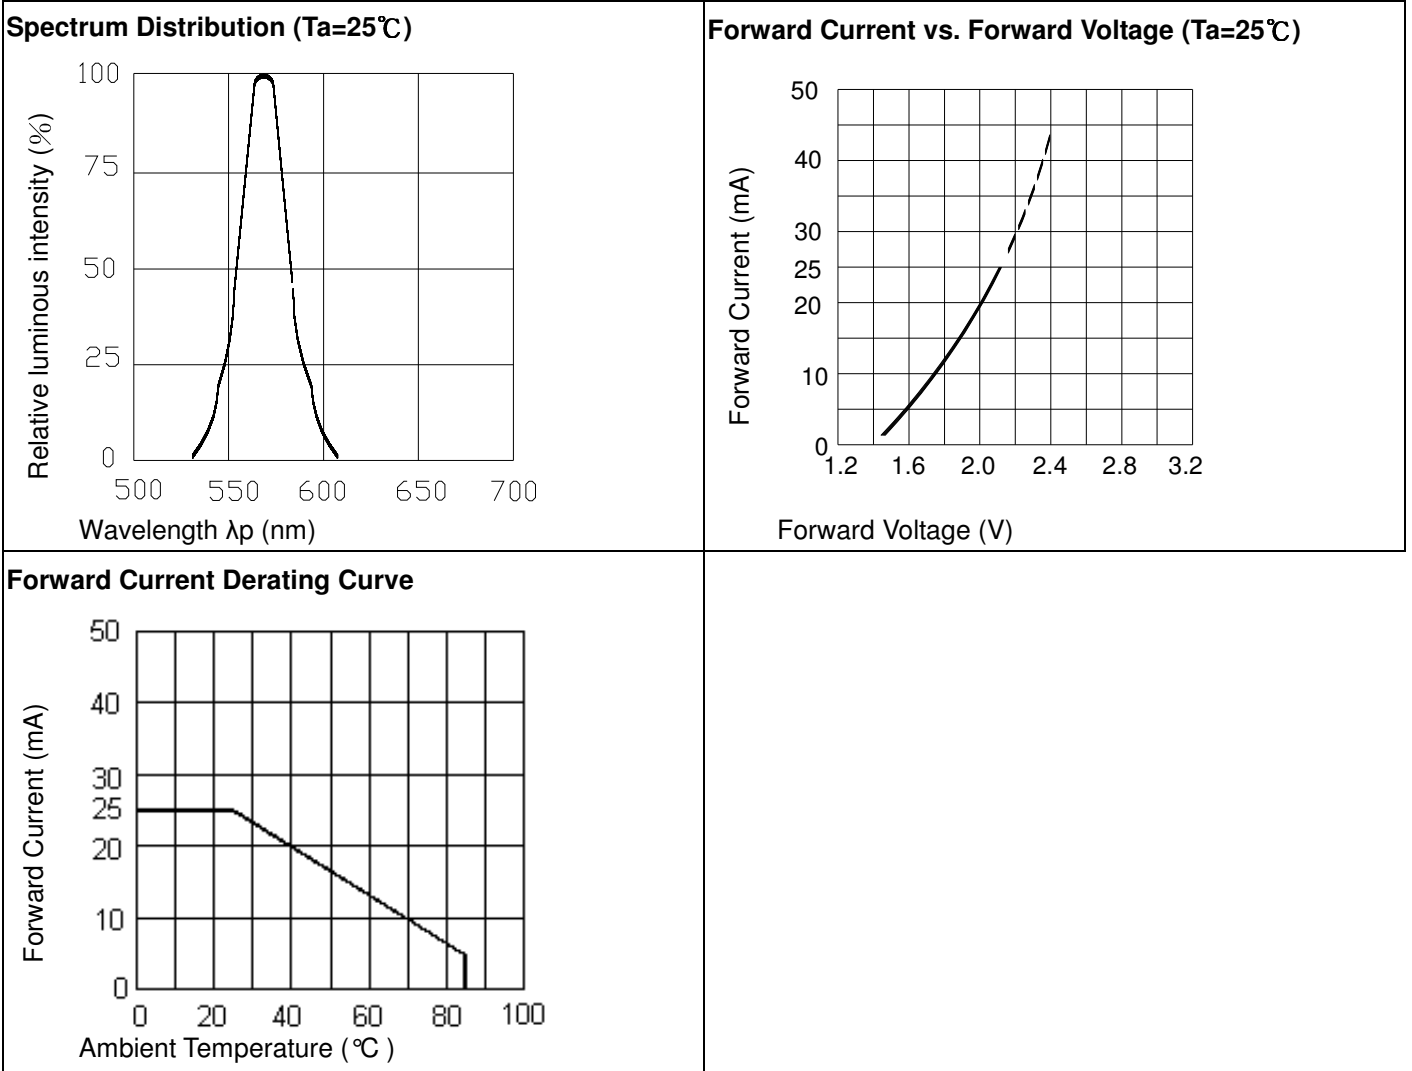 Spectrum Distribution (Ta=25℃)
100
75
50
25
0
500 550 600 650 700
Relative luminous intensity (%)
Wavelength λp (nm)
Forward Current vs. Forward Voltage (Ta=25℃)
50
40
30
25
20
10
0
1.2 1.6 2.0 2.4 2.8 3.2
Forward Current (mA)
Forward Voltage (V)
Forward Current Derating Curve
50
40
30
25
20
10
0
0 20 40 60 80 100
Forward Current (mA)
Ambient Temperature ( °C )